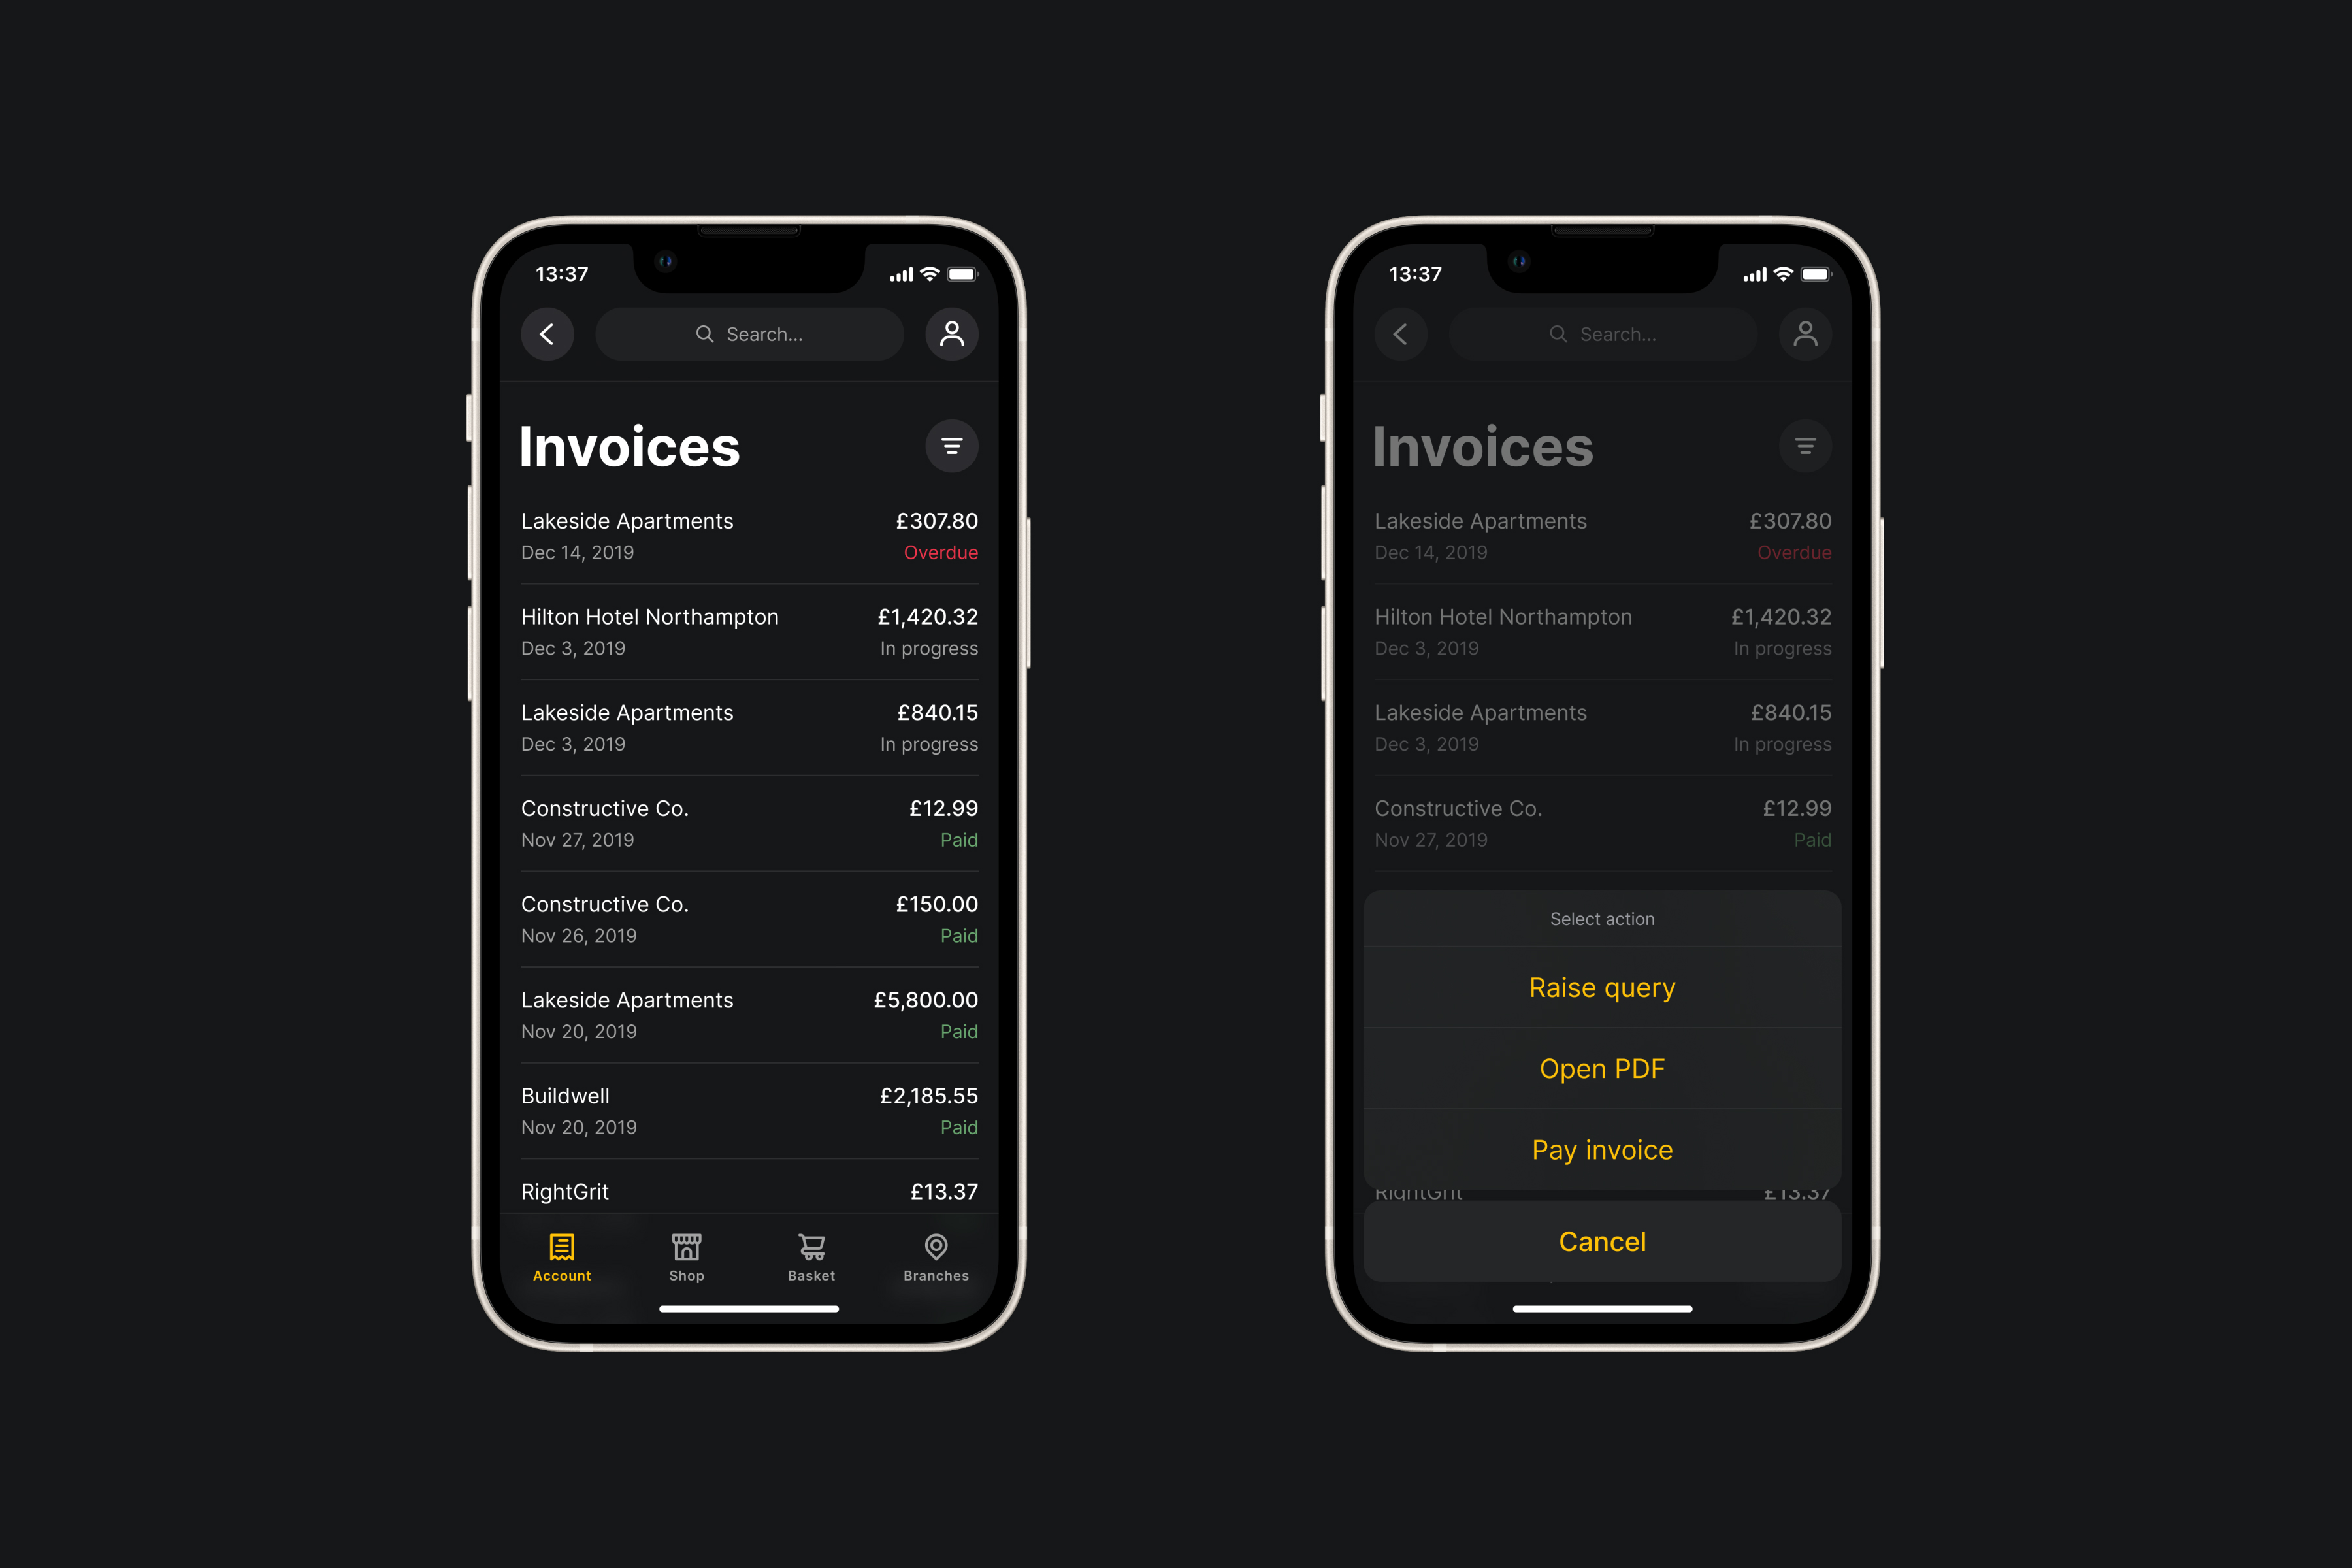 13:37
Search...
Invoices
Lakeside Apartments £307.80
Dec 14, 2019 Overdue
Hilton Hotel Northampton £1,420.32
Dec 3, 2019 In progress
Lakeside Apartments £840.15
Dec 3, 2019 In progress
Constructive Co. £12.99
Nov 27, 2019 Paid
Constructive Co. £150.00
Nov 26, 2019 Paid
Lakeside Apartments £5,800.00
Nov 20, 2019 Paid
Buildwell £2,185.55
Nov 20, 2019 Paid
RightGrit £13.37
Account Shop Basket Branches
13:37
Search...
Invoices
Lakeside Apartments £307.80
Dec 14, 2019 Overdue
Hilton Hotel Northampton £1,420.32
Dec 3, 2019 In progress
Lakeside Apartments £840.15
Dec 3, 2019 In progress
Constructive Co. £12.99
Nov 27, 2019 Paid
Select action
Raise query
Open PDF
Pay invoice
RightGrit £13.37
Cancel